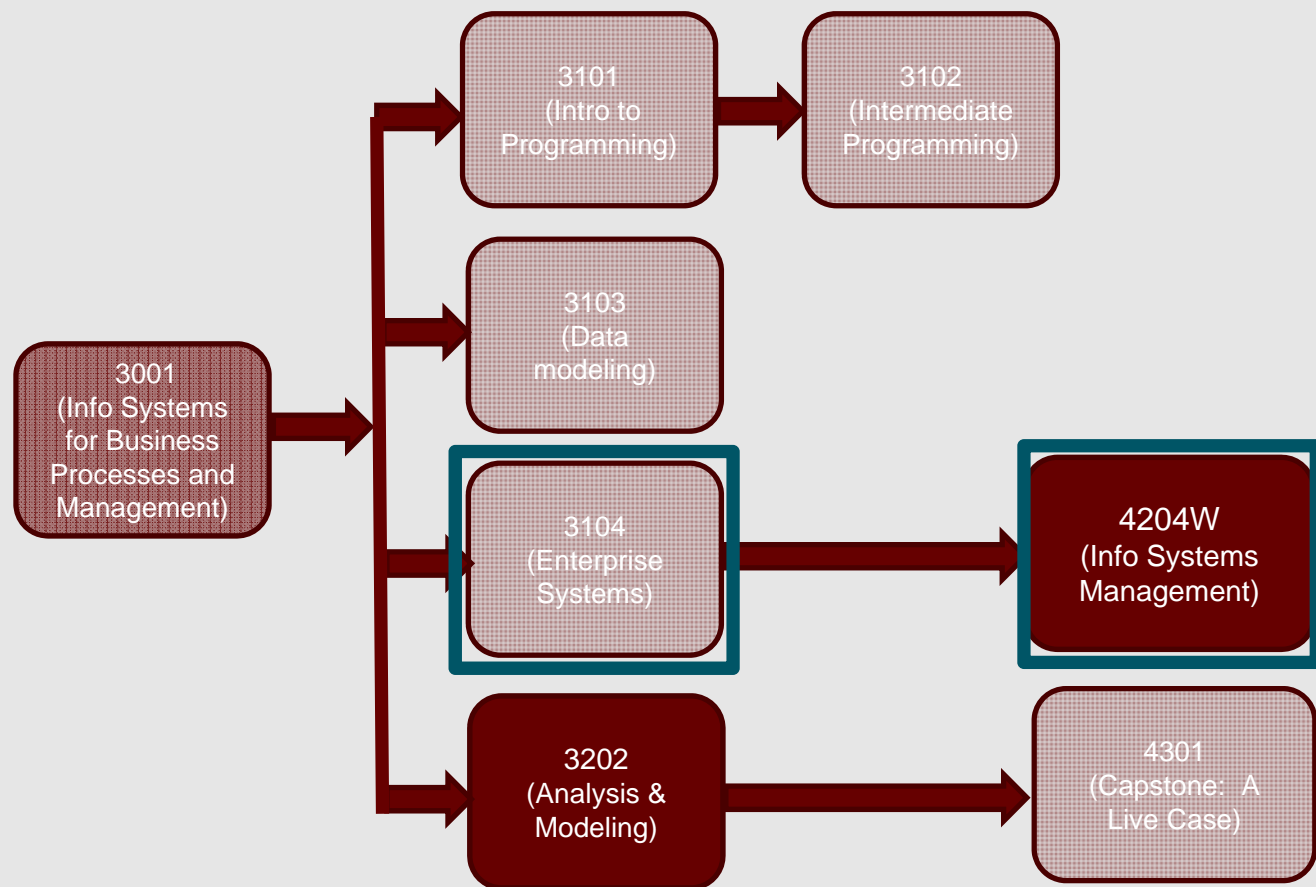 3101
(Intro to
Programming)
3102
(Intermediate
Programming)
3103
(Data
modeling)
3001
(Info Systems
for Business
Processes and
Management)
3104
(Enterprise
Systems)
4204W
(Info Systems
Management)
3202
(Analysis &
Modeling)
4301
(Capstone:  A
Live Case)